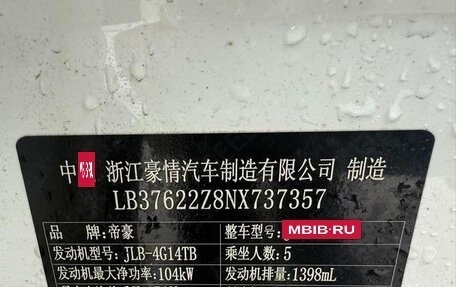 中 浙江豪情汽车制造有限公司 制造
LB37622Z8NX737357
品 牌:帝豪 整车型号:
MBIB.RU
发动机型号:JLB-4G14TB 乘坐人数:5
发动机最大净功率:104kW 发动机排量:1398mL